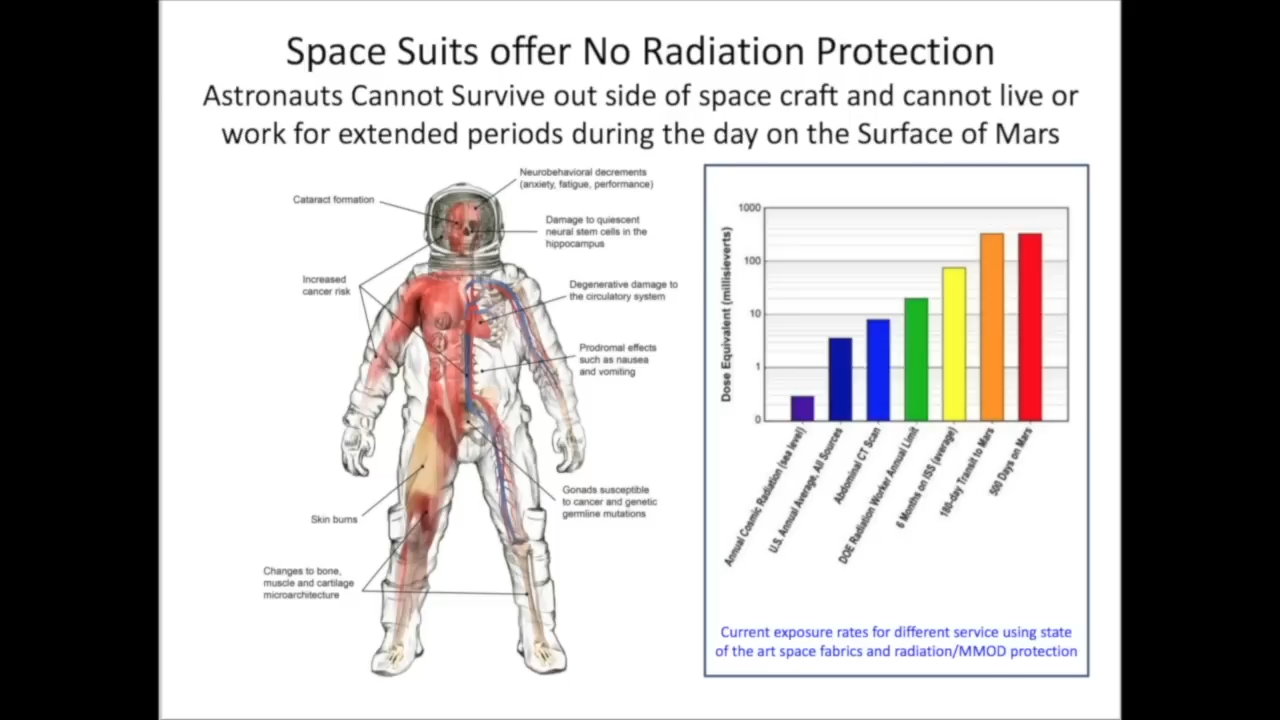 Space Suits offer No Radiation Protection
Astronauts Cannot Survive out side of space craft and cannot live or
work for extended periods during the day on the Surface of Mars
Neurobehavioral decrements
(anxiety, fatigue, performance)
Cataract formation
Damage to quiescent
neural stem cells in the
hippocampus
Increased
cancer risk
Degenerative damage to
the circulatory system
Prodromal effects
such as nausea
and vomiting
Gonads susceptible
to cancer and genetic
germline mutations
Skin burns
Changes to bone,
muscle and cartilage
microarchitecture
Dose Equivalent (millisieverts)
1000
100
10
1
0
Annual Cosmic Radiation (sea level)
U.S. Annual Average, All Sources
Abdominal CT Scan
DOE Radiation Worker Annual Limit
6 Months on ISS (average)
180-day Transit to Mars
500 Days on Mars
Current exposure rates for different service using state
of the art space fabrics and radiation/MMOD protection